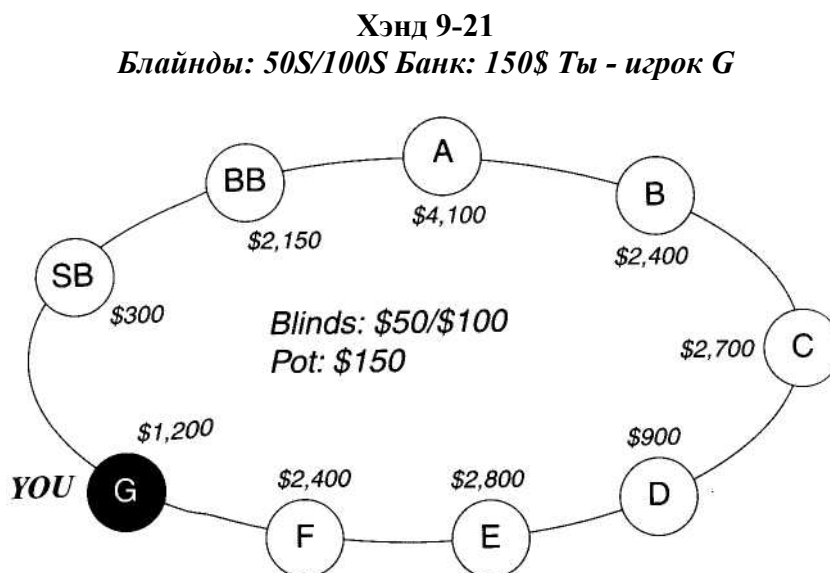 Хэнд 9-21
Блайнды: 50S/100S Банк: 150$ Ты - игрок G
A
BB
B
$4,100
$2,150
$2,400
SB
$300
Blinds: $50/$100
Pot: $150
$2,700
C
$1,200
$900
YOU
G
$2,400
$2,800
D
F
E